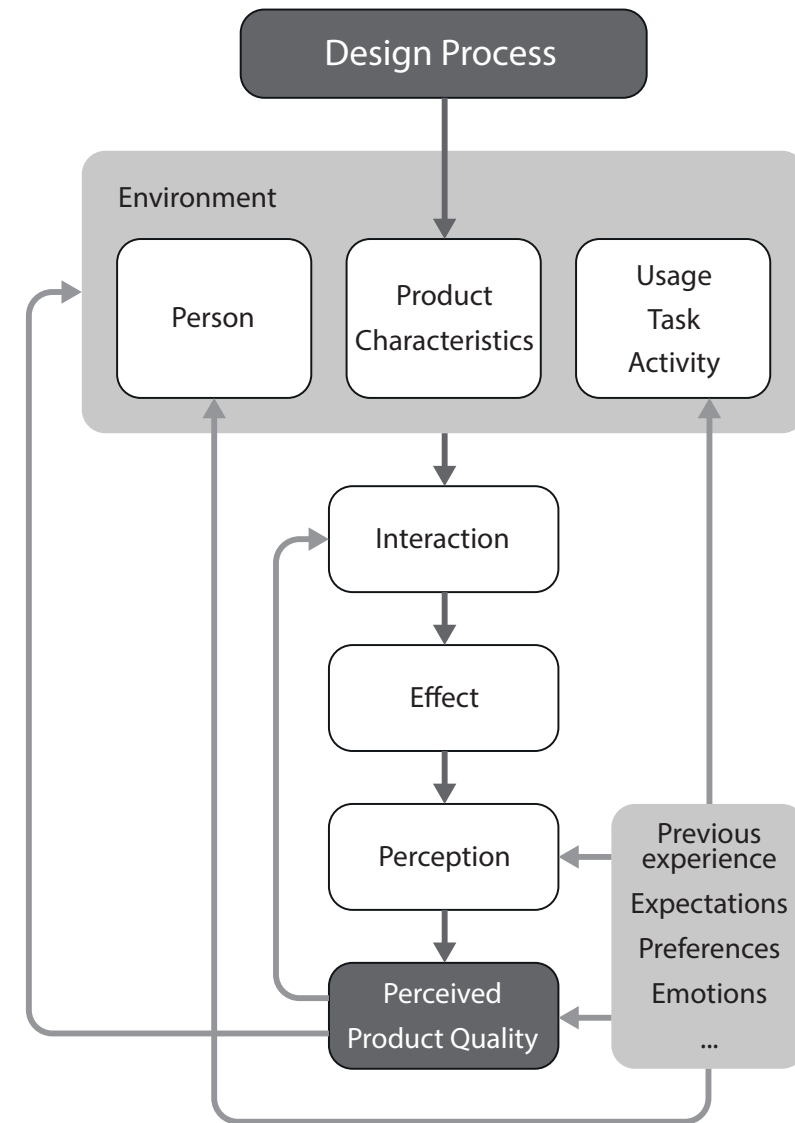 Design Process
Environment
Person
Product
Characteristics
Usage
Task
Activity
Interaction
Effect
Perception
Previous
experience
Expectations
Preferences
Emotions
...
Perceived
Product Quality